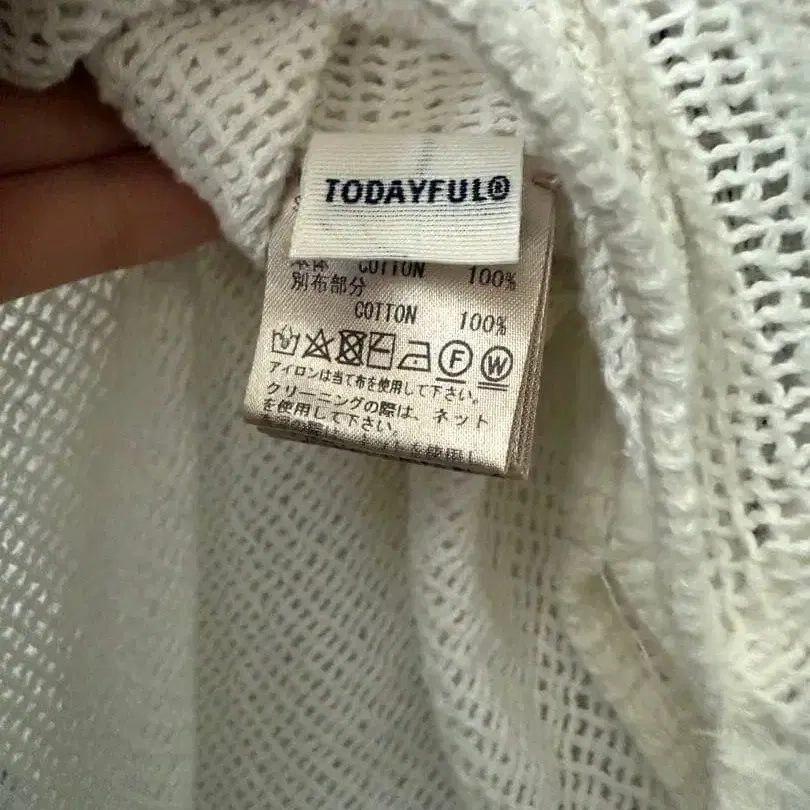 TODAYFUL®
本体 COTTON 100%
別布部分
COTTON 100%
F W
アイロンは当て布を使用して下さい。
クリーニングの際は、ネット
を使用して下さい。